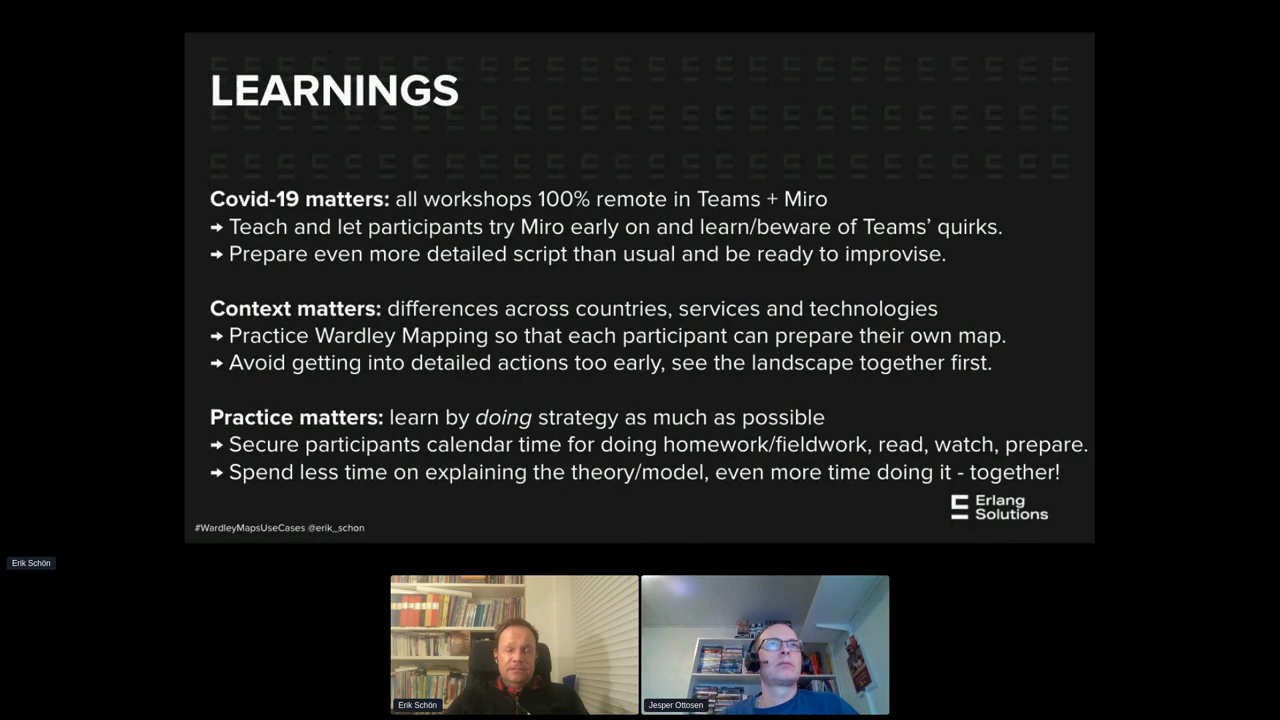 LEARNINGS
Covid-19 matters: all workshops 100% remote in Teams + Miro
→ Teach and let participants try Miro early on and learn/beware of Teams’ quirks.
→ Prepare even more detailed script than usual and be ready to improvise.
Context matters: differences across countries, services and technologies
→ Practice Wardley Mapping so that each participant can prepare their own map.
→ Avoid getting into detailed actions too early, see the landscape together first.
Practice matters: learn by doing strategy as much as possible
→ Secure participants calendar time for doing homework/fieldwork, read, watch, prepare.
→ Spend less time on explaining the theory/model, even more time doing it - together!
Erlang
Solutions
#WardleyMapsUseCases @erik_schon
Erik Schön
Erik Schön
Jesper Ottosen